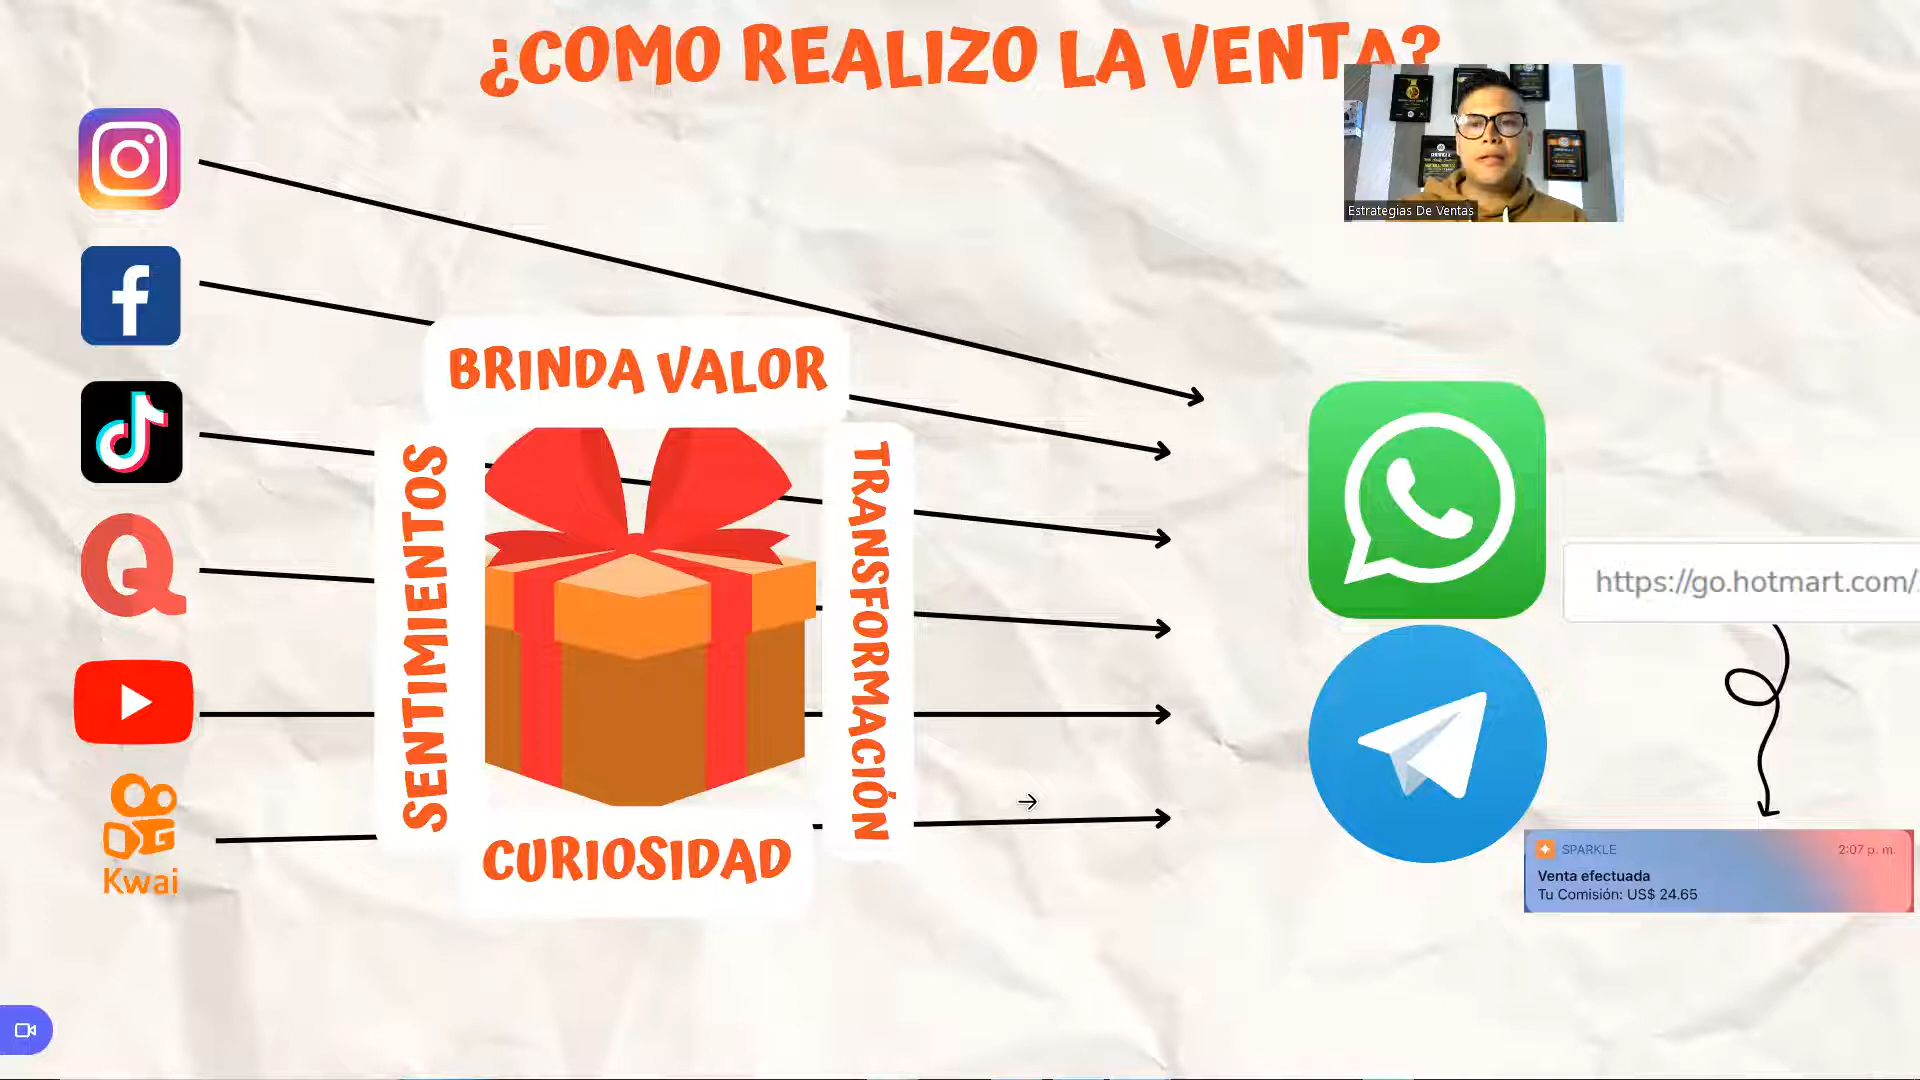 ¿COMO REALIZO LA VENTA?
Estrategias De Ventas
BRINDA VALOR
SENTIMIENTOS
TRANSFORMACIÓN
CURIOSIDAD
Kwai
https://go.hotmart.com/
SPARKLE
2:07 p. m.
Venta efectuada
Tu Comisión: US$ 24.65